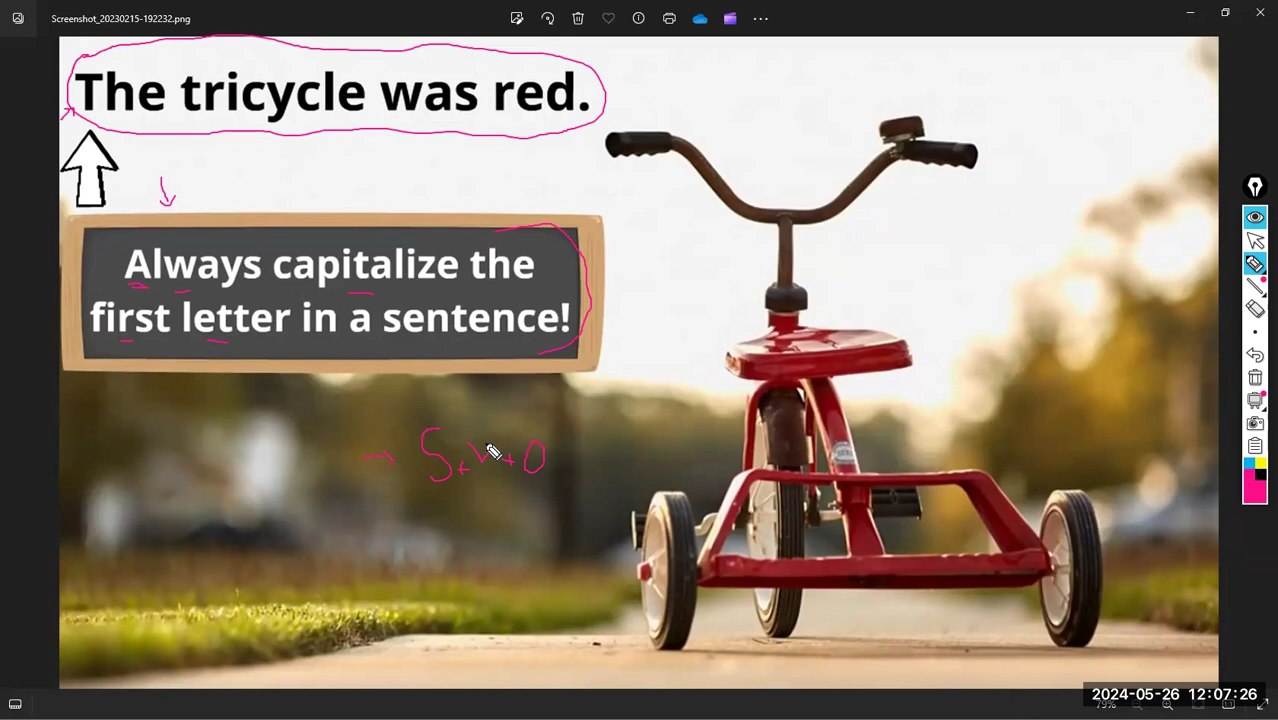 Screenshot_20230215-192232.png
The tricycle was red.
Always capitalize the
first letter in a sentence!
→ S+V+O
2024-05-26 12:07:26
79%